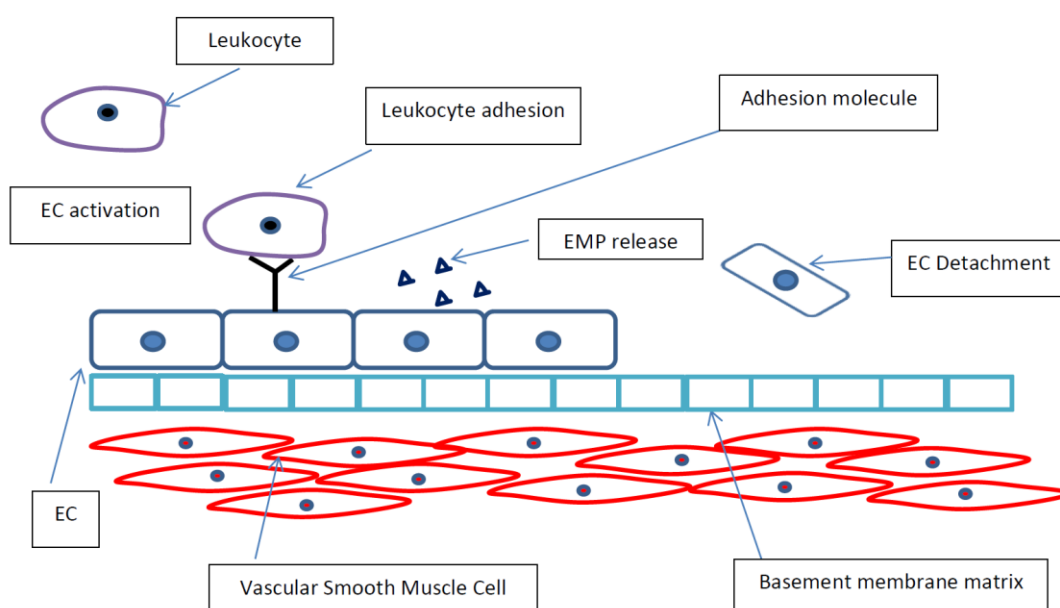 Leukocyte
Leukocyte adhesion
Adhesion molecule
EC activation
EMP release
EC Detachment
EC
Vascular Smooth Muscle Cell
Basement membrane matrix